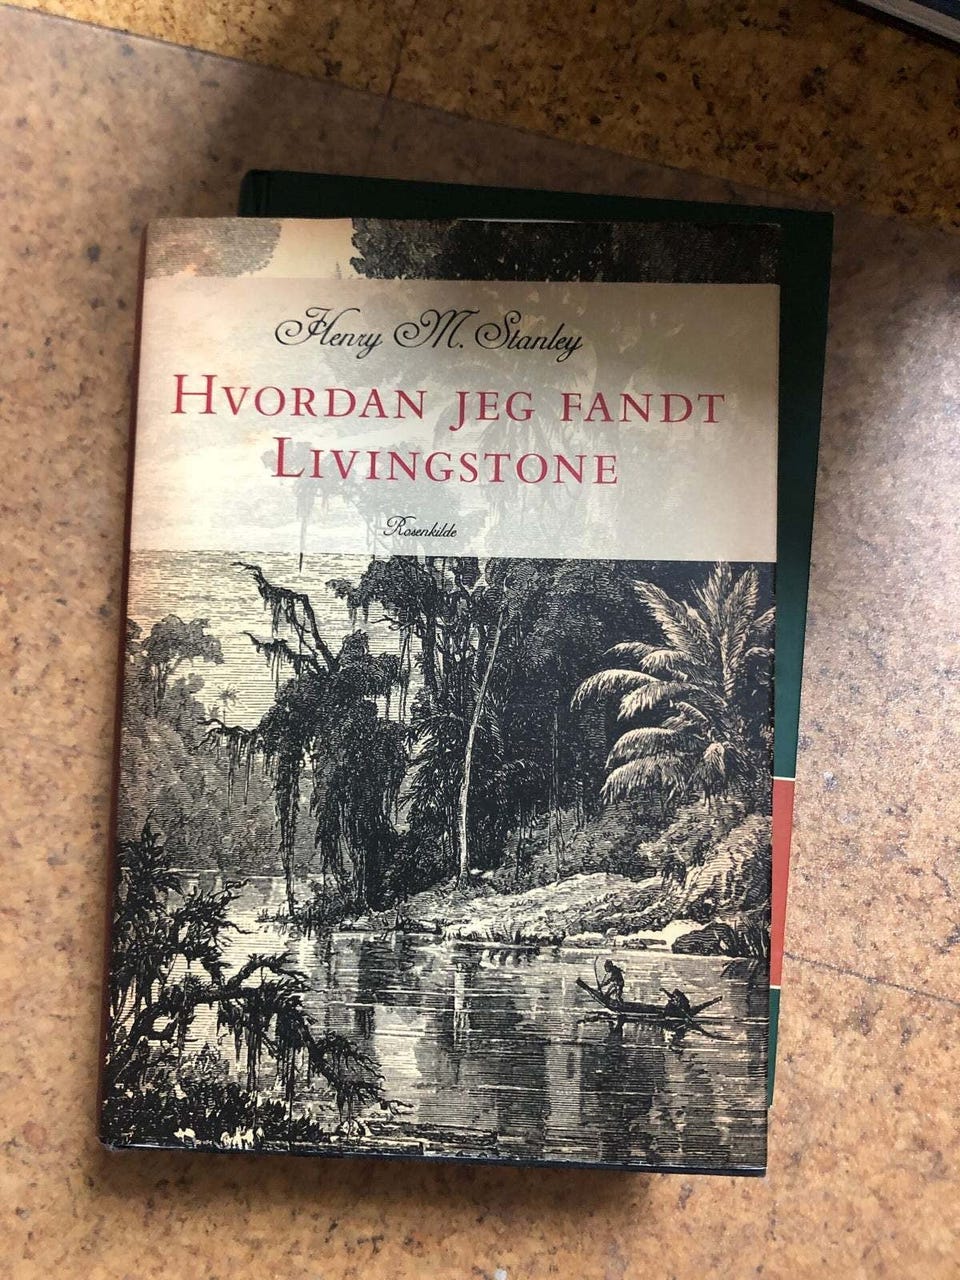 Henry M. Stanley
HVORDAN JEG FANDT
LIVINGSTONE
Rosenkilde